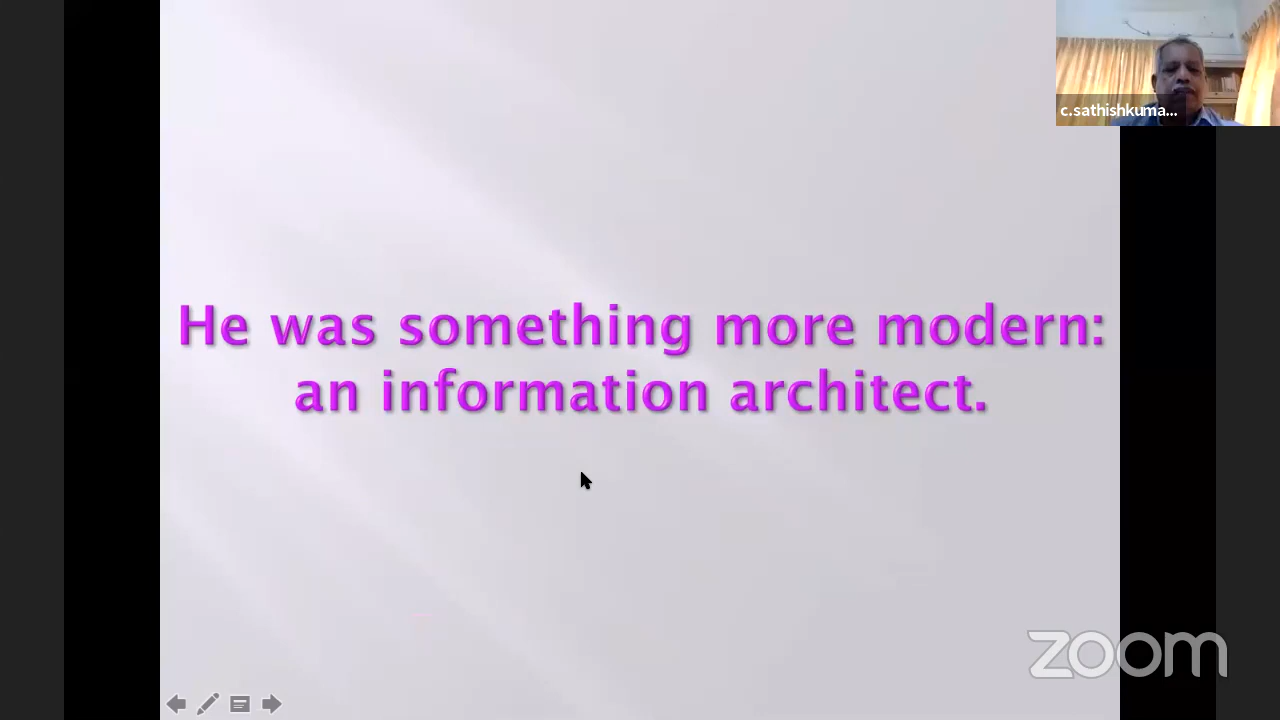 c.sathishkuma...
He was something more modern:
an information architect.
zoom